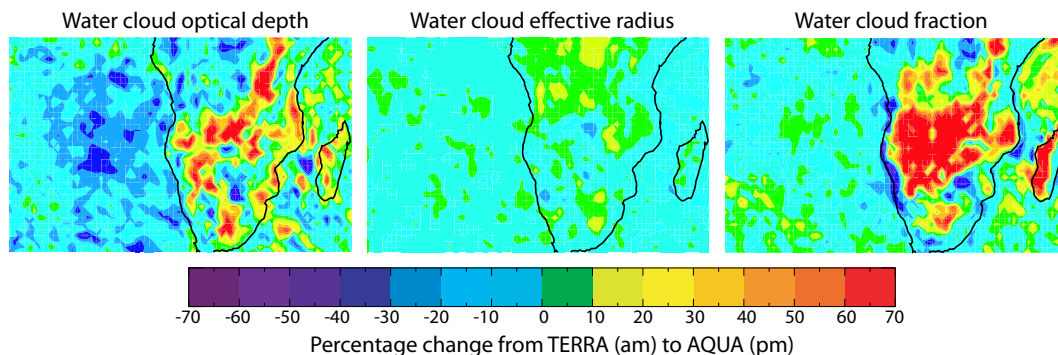 Water cloud optical depth Water cloud effective radius Water cloud fraction
-70 -60 -50 -40 -30 -20 -10 0 10 20 30 40 50 60 70
Percentage change from TERRA (am) to AQUA (pm)